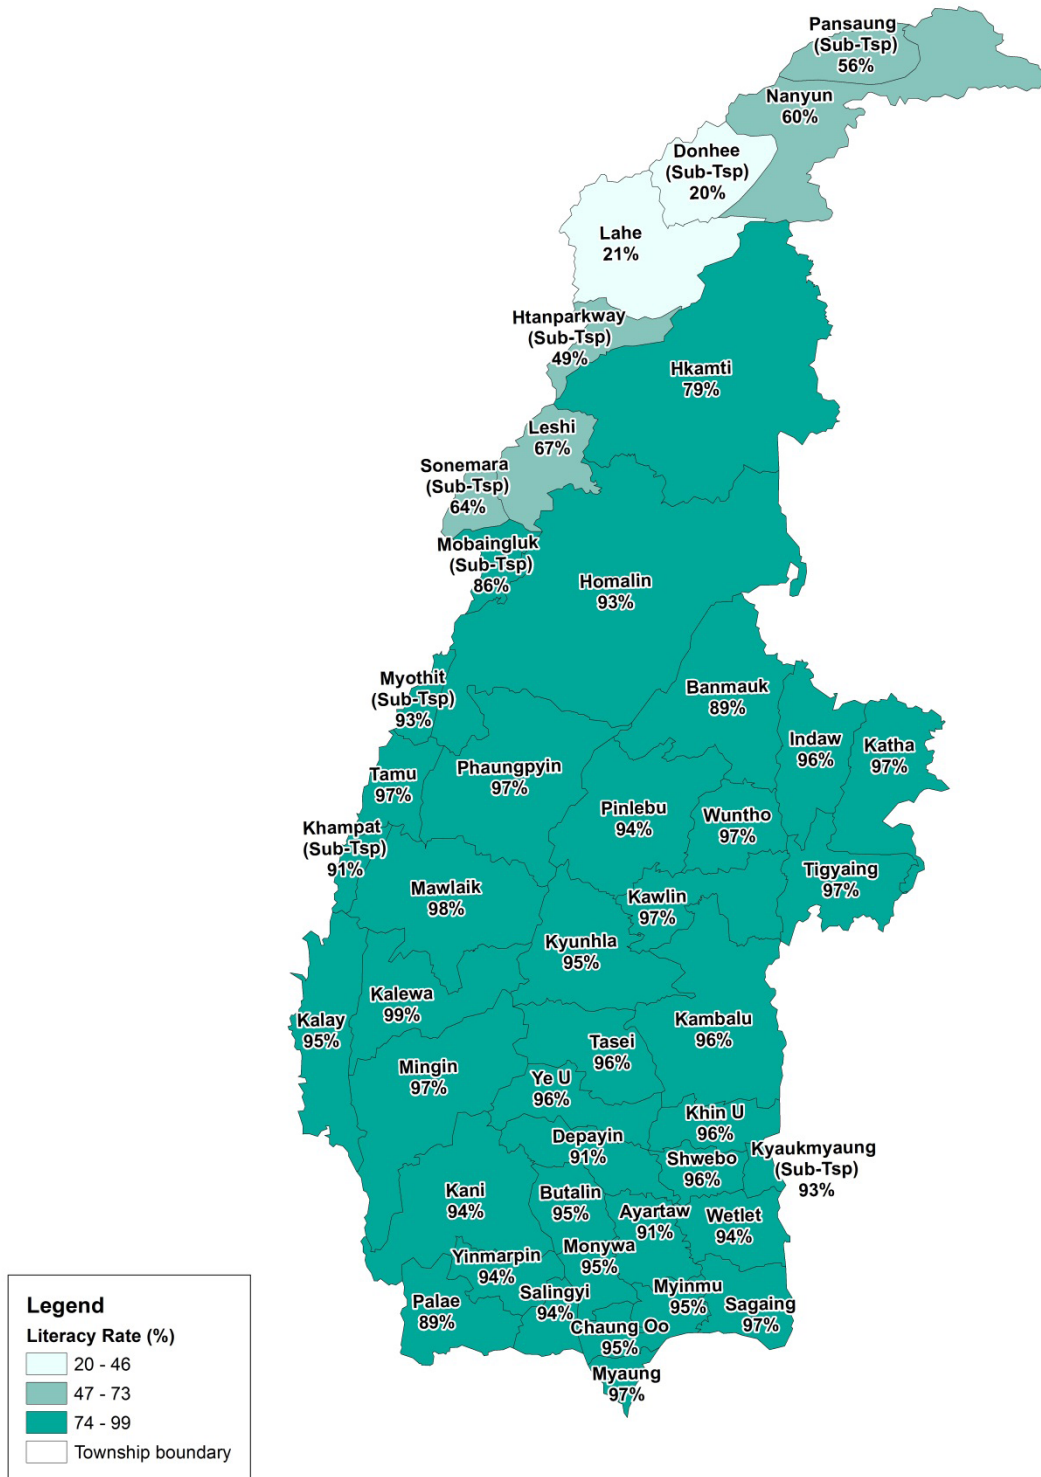 Pansaung
(Sub-Tsp)
56%
Nanyun
60%
Donhee
(Sub-Tsp)
20%
Lahe
21%
Htanparkway
(Sub-Tsp)
49%
Hkamti
79%
Leshi
67%
Sonemara
(Sub-Tsp)
64%
Mobaingluk
(Sub-Tsp)
86%
Homalin
93%
Myothit
(Sub-Tsp)
93%
Banmauk
89%
Indaw
96%
Katha
97%
Tamu
97%
Phaungpyin
97%
Pinlebu
94%
Wuntho
97%
Khampat
(Sub-Tsp)
91%
Tigyaing
97%
Mawlaik
98%
Kawlin
97%
Kyunhla
95%
Kalewa
99%
Kalay
95%
Kambalu
96%
Tasei
96%
Mingin
97%
Ye U
96%
Khin U
96%
Depayin
91%
Shwebo
96%
Kyaukmyaung
(Sub-Tsp)
93%
Kani
94%
Butalin
95%
Ayartaw
91%
Wetlet
94%
Monywa
95%
Yinmarpin
94%
Salingyi
94%
Myinmu
95%
Sagaing
97%
Palae
89%
Chaung Oo
95%
Myaung
97%
Legend
Literacy Rate (%)
20 - 46
47 - 73
74 - 99
Township boundary